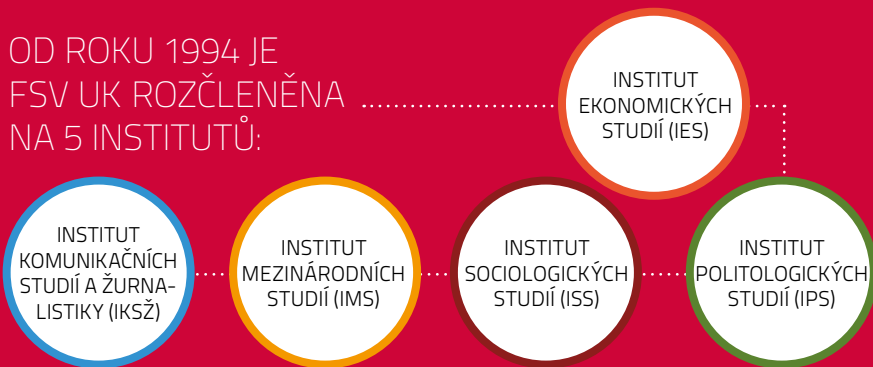 OD ROKU 1994 JE
FSV UK ROZČLENĚNA
NA 5 INSTITUTŮ:
INSTITUT
EKONOMICKÝCH
STUDIÍ (IES)
INSTITUT
KOMUNIKAČNÍCH
STUDIÍ A ŽURNA-
LISTIKY (IKSŽ)
INSTITUT
MEZINÁRODNÍCH
STUDIÍ (IMS)
INSTITUT
SOCIOLOGICKÝCH
STUDIÍ (ISS)
INSTITUT
POLITOLOGICKÝCH
STUDIÍ (IPS)